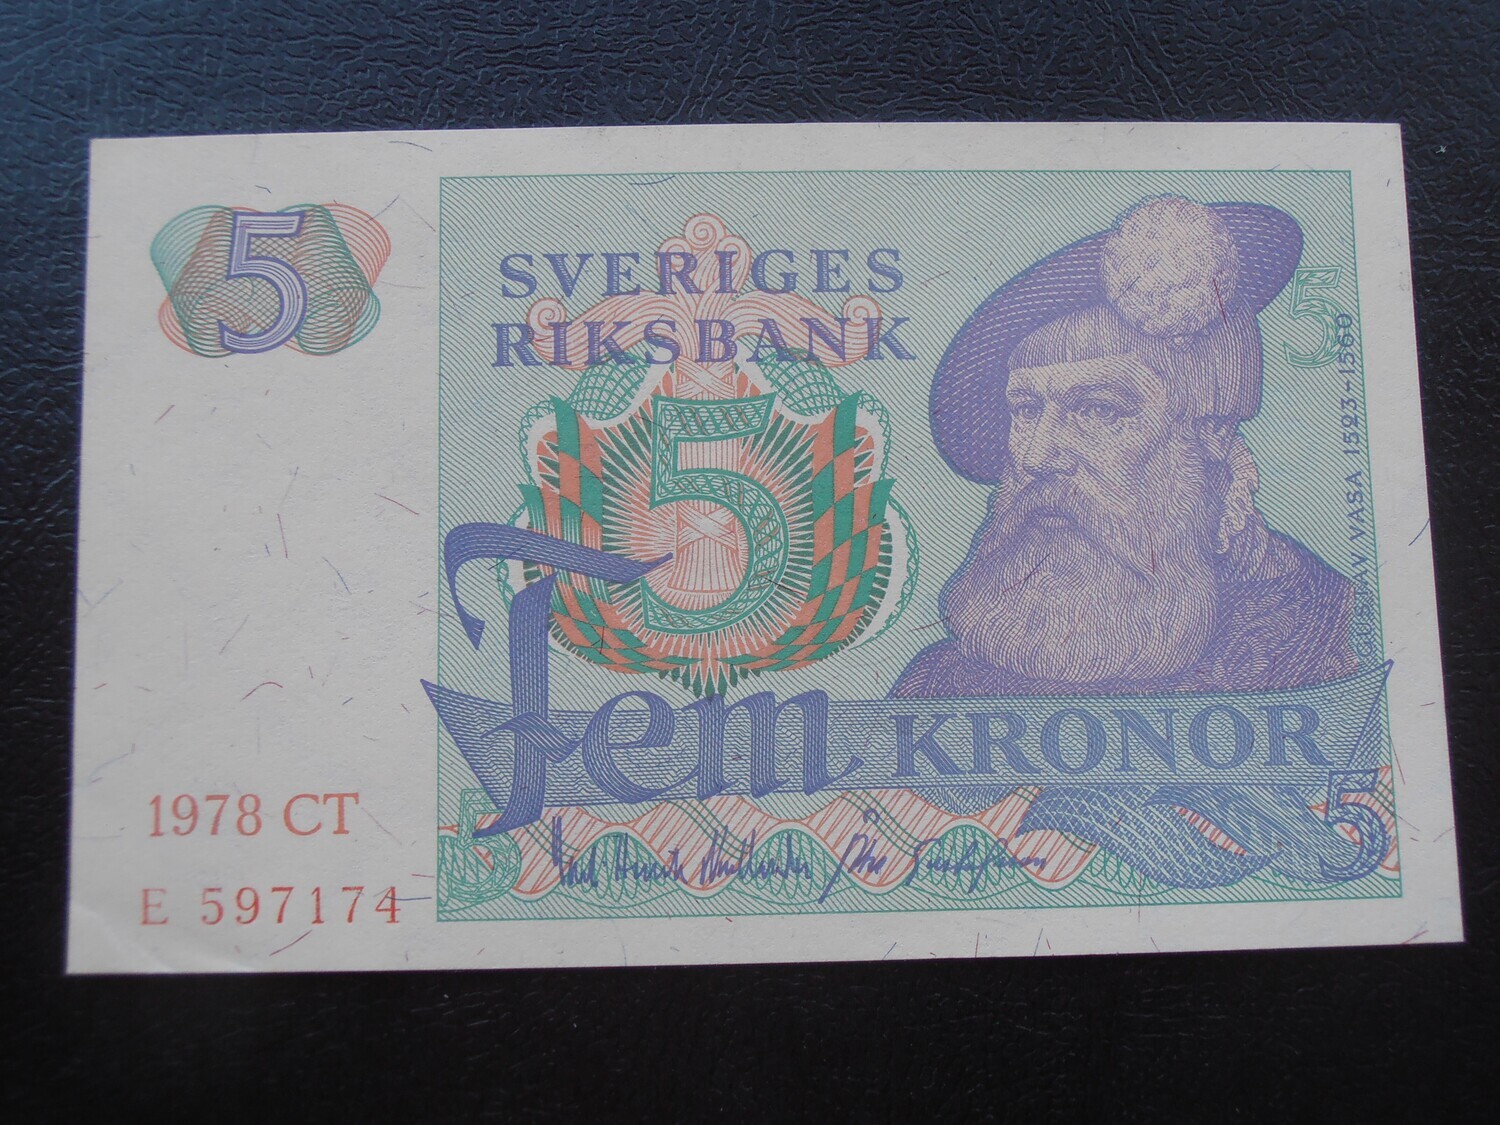 5
SVERIGES
RIKSBANK
5
5
GUSTAV VASA 1523-1560
Fem KRONOR
1978 CT
E 597174
5
5